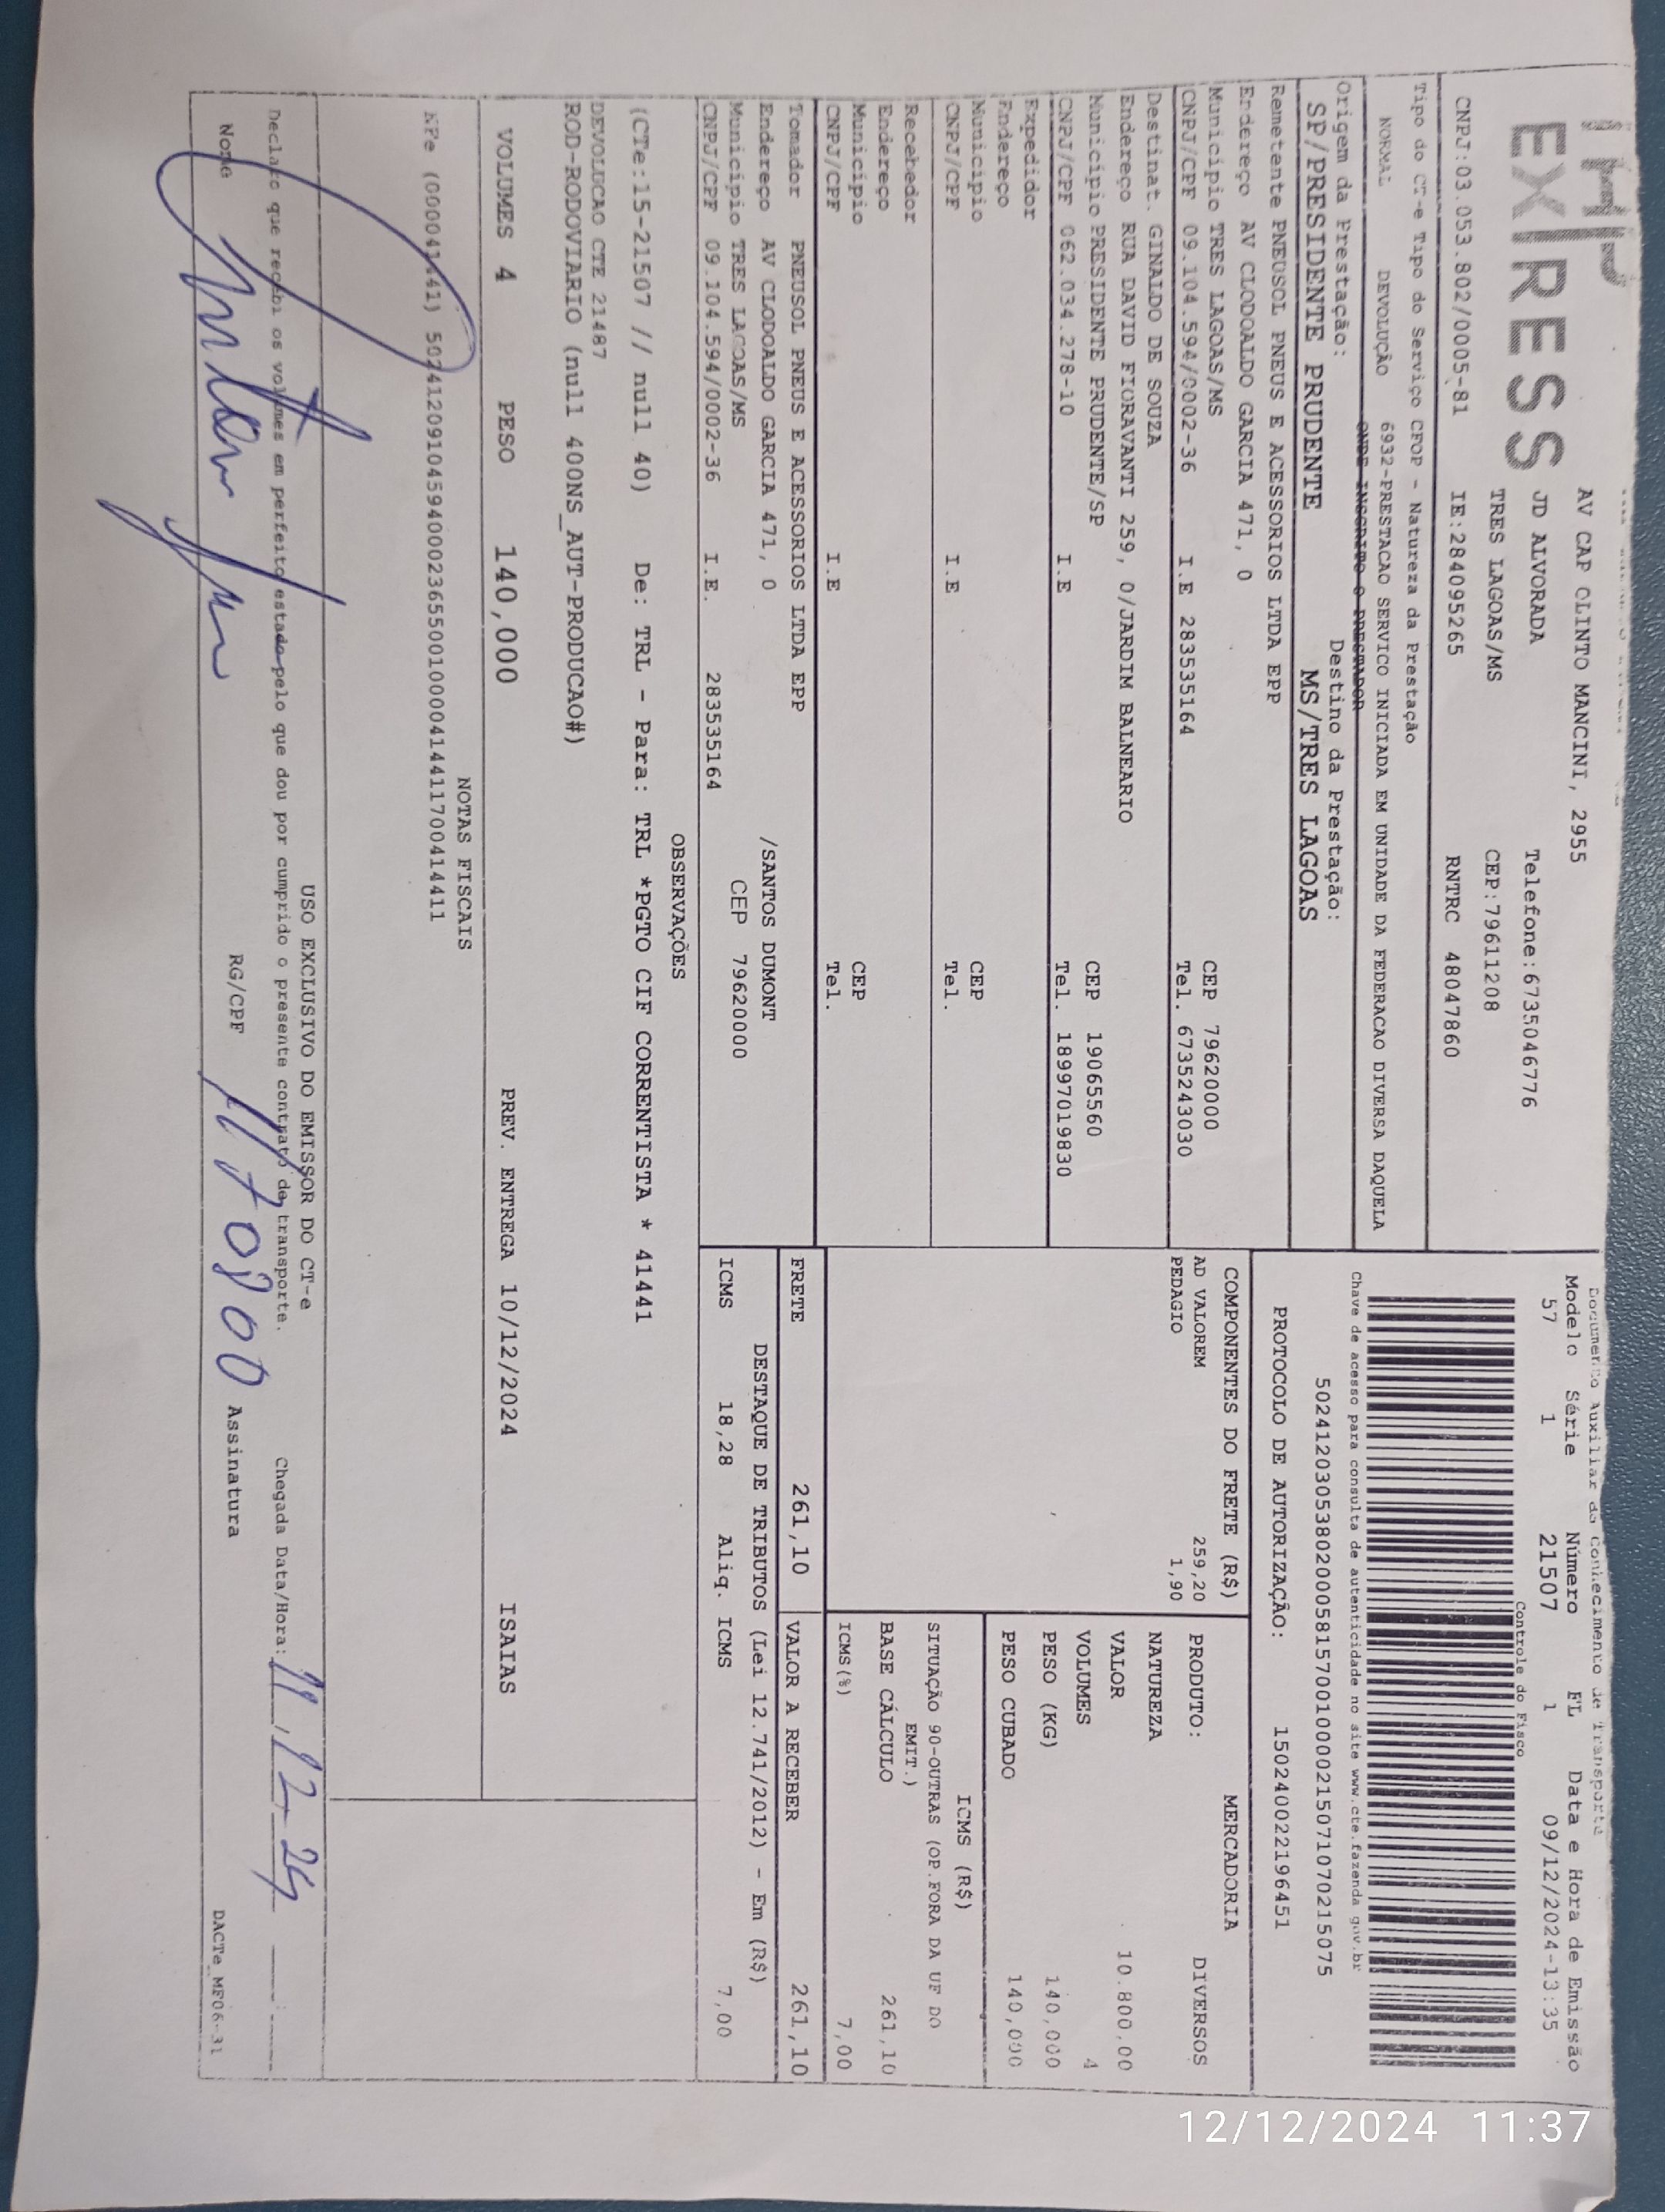 EXPRESS
AV CAP OLINTO MANCINI, 2955
JD ALVORADA Telefone:6735046776
TRES LAGOAS/MS CEP:79611208
CNPJ:03.053.802/0005-81 IE:284095265 RNTRC 48047860
Documento Auxiliar do Conhecimento de Transporte
Modelo Série Número FL Data e Hora de Emissão
57 1 21507 1 09/12/2024-13:35
Controle do Fisco
Chave de acesso para consulta de autenticidade no site www.cte.fazenda.gov.br
50241203053802000581570010000215071070215075
PROTOCOLO DE AUTORIZAÇÃO: 150240022196451
Tipo do CT-e Tipo do Serviço CFOP - Natureza da Prestação
NORMAL DEVOLUÇÃO 6932-PRESTACAO SERVICO INICIADA EM UNIDADE DA FEDERACAO DIVERSA DAQUELA
ONDE INSCRITO O PRESTADOR
Origem da Prestação: Destino da Prestação:
SP/PRESIDENTE PRUDENTE MS/TRES LAGOAS
Remetente PNEUSOL PNEUS E ACESSORIOS LTDA EPP
Endereço AV CLODOALDO GARCIA 471, 0
Município TRES LAGOAS/MS CEP 79620000
CNPJ/CPF 09.104.594/0002-36 I.E 283535164 Tel. 6735243030
Destinat. GINALDO DE SOUZA
Endereço RUA DAVID FIORAVANTI 259, 0/JARDIM BALNEARIO
Município PRESIDENTE PRUDENTE/SP CEP 19065560
CNPJ/CPF 062.034.278-10 I.E Tel. 18997019830
Expedidor
Endereço
Município CEP
CNPJ/CPF I.E Tel.
Recebedor
Endereço
Município CEP
CNPJ/CPF I.E Tel.
Tomador PNEUSOL PNEUS E ACESSORIOS LTDA EPP
Endereço AV CLODOALDO GARCIA 471, 0 /SANTOS DUMONT
Município TRES LAGOAS/MS CEP 79620000
CNPJ/CPF 09.104.594/0002-36 I.E. 283535164
COMPONENTES DO FRETE (R$)
AD VALOREM 259,20
PEDAGIO 1,90
MERCADORIA
PRODUTO: DIVERSOS
NATUREZA
VALOR 10.800,00
VOLUMES 4
PESO (KG) 140,000
PESO CUBADO 140,000
ICMS (R$)
SITUAÇÃO 90-OUTRAS (OP.FORA DA UF DO
EMIT.)
BASE CÁLCULO 261,10
ICMS(%) 7,00
FRETE 261,10 VALOR A RECEBER 261,10
DESTAQUE DE TRIBUTOS (Lei 12.741/2012) - Em (R$)
ICMS 18,28 Aliq. ICMS 7,00
OBSERVAÇÕES
(CTe:15-21507 // null 40) De: TRL - Para: TRL *PGTO CIF CORRENTISTA * 41441
DEVOLUCAO CTE 21487
ROD-RODOVIARIO (null 400NS_AUT-PRODUCAO#)
VOLUMES 4 PESO 140,000 PREV. ENTREGA 10/12/2024 ISAIAS
NOTAS FISCAIS
NFe (000041441) 50241209104594000236550010000414411700414411
USO EXCLUSIVO DO EMISSOR DO CT-e
Declaro que recebi os volumes em perfeito estado pelo que dou por cumprido o presente contrato de transporte. Chegada Data/Hora: 11/12-24
Nome RG/CPF Assinatura
DACTe_MF06-31
12/12/2024 11:37